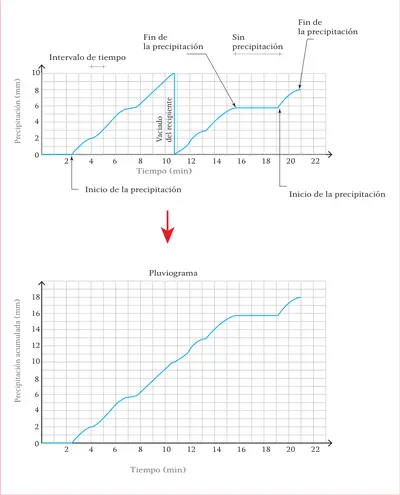 Fin de
la precipitación
Fin de
la precipitación
Sin
precipitación
Intervalo de tiempo
Precipitación (mm)
10
8
6
4
2
0
Vaciado
del recipiente
2 4 6 8 10 12 14 16 18 20 22
Tiempo (min)
Inicio de la precipitación
Inicio de la precipitación
Pluviograma
Precipitación acumulada (mm)
18
16
14
12
10
8
6
4
2
0
2 4 6 8 10 12 14 16 18 20 22
Tiempo (min)